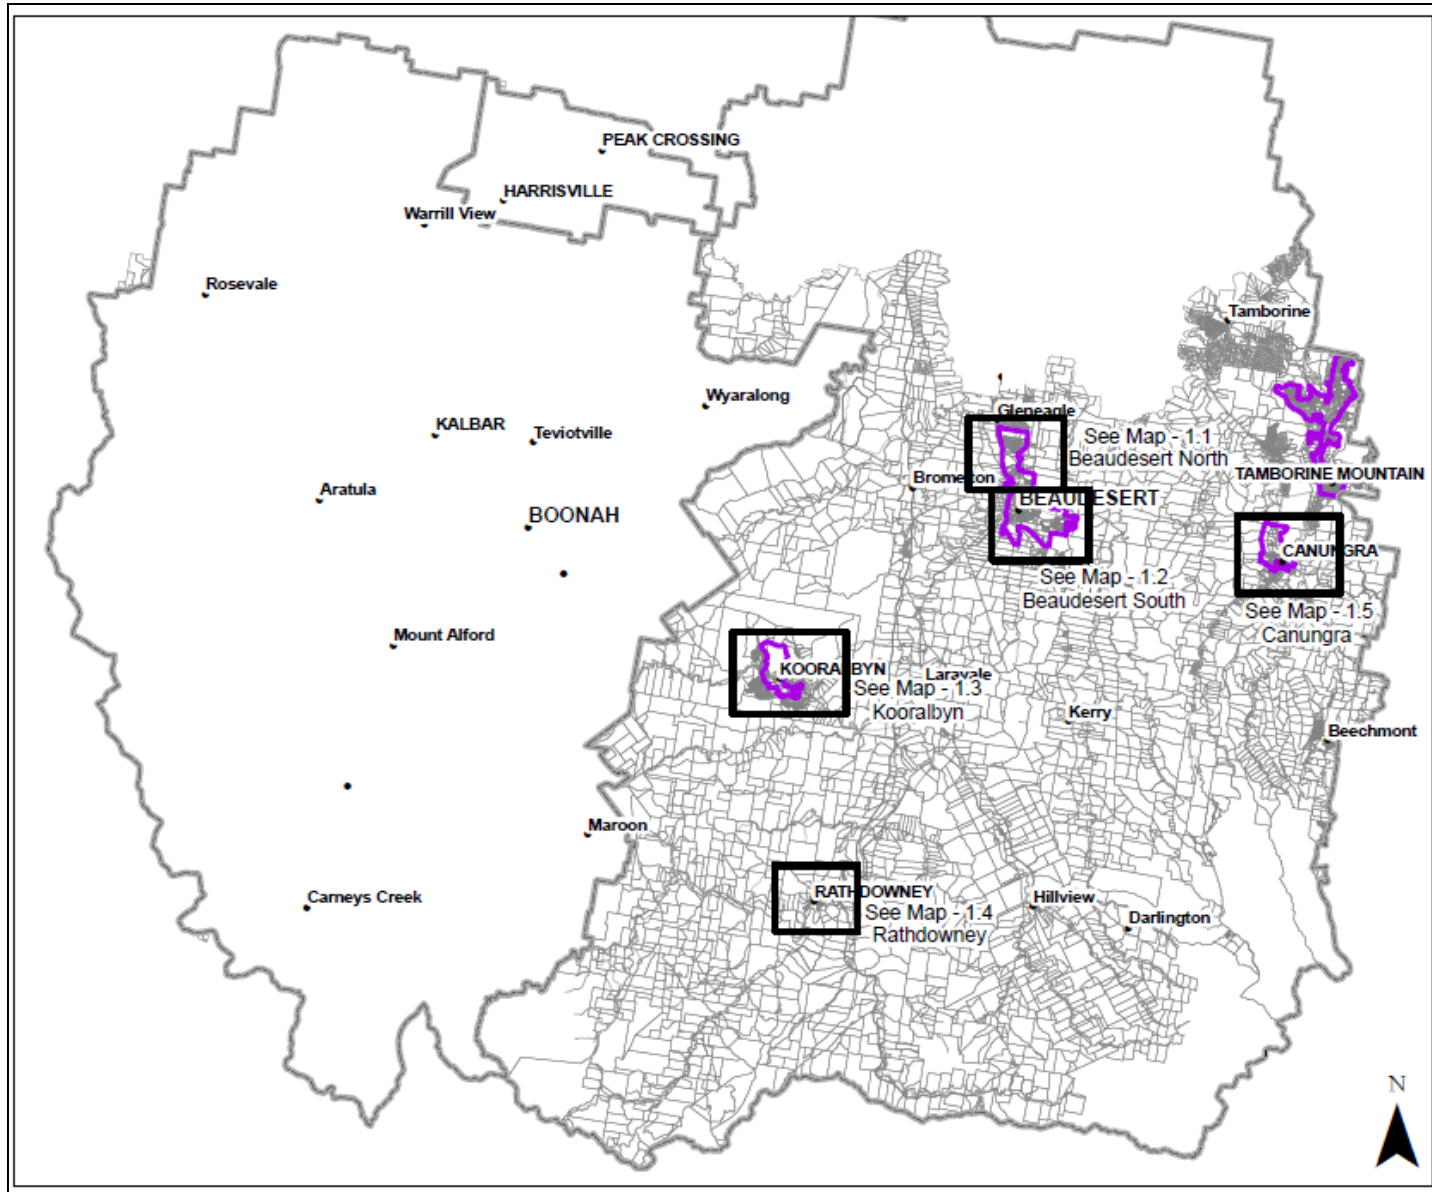 PEAK CROSSING
HARRISVILLE
Warrill View
Rosevale
Tamborine
Wyaralong
Gleneagle
KALBAR
Teviotville
See Map - 1.1
Beaudesert North
Bromelton
TAMBORINE MOUNTAIN
Aratula
BEAUDESERT
BOONAH
CANUNGRA
See Map - 1.2
Beaudesert South
See Map - 1.5
Canungra
Mount Alford
KOORALBYN
Laravale
See Map - 1.3
Kooralbyn
Kerry
Beechmont
Maroon
RATHDOWNEY
Carneys Creek
Hillview
See Map - 1.4
Rathdowney
Darlington
N